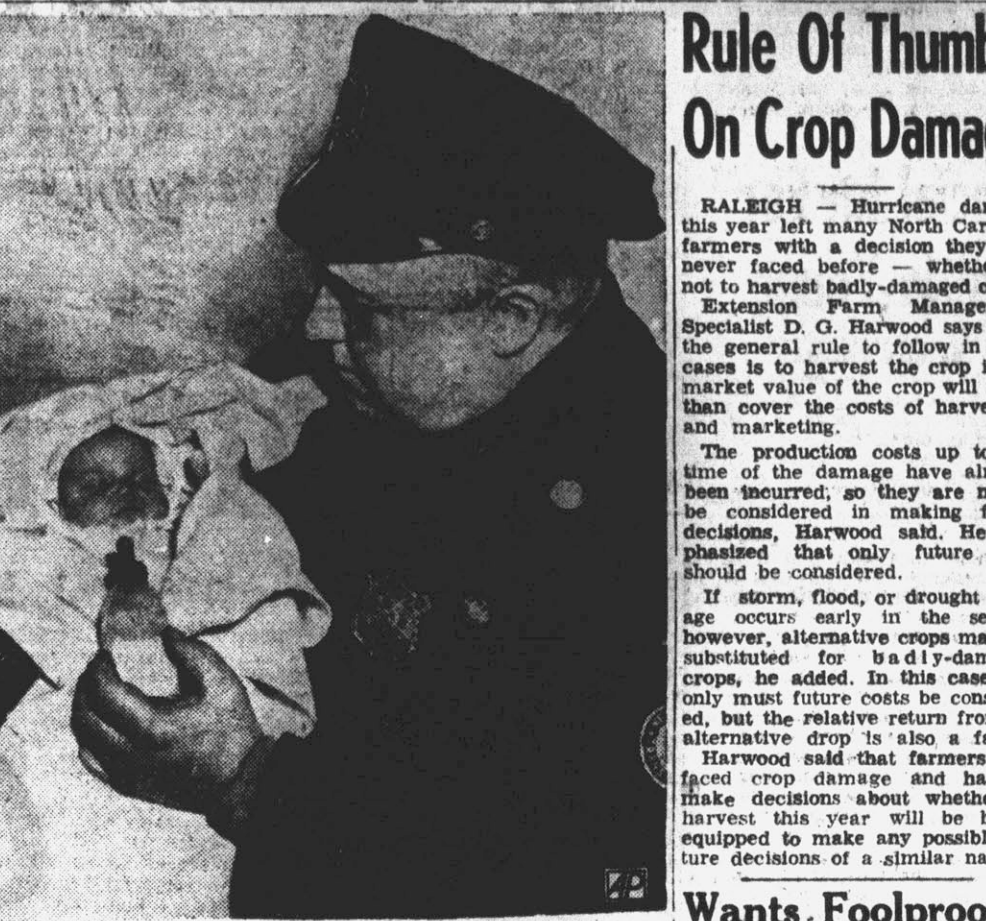 Rule Of Thumb
On Crop Dama
RALEIGH — Hurricane dam
this year left many North Car
farmers with a decision they
never faced before — whethe
not to harvest badly-damaged c
Extension Farm Manage
Specialist D. G. Harwood says
the general rule to follow in
cases is to harvest the crop i
market value of the crop will
than cover the costs of harve
and marketing.
The production costs up to
time of the damage have alr
been incurred, so they are n
be considered in making f
decisions, Harwood said. He
phasized that only future
should be considered.
If storm, flood, or drought
age occurs early in the se
however, alternative crops ma
substituted for badly-dam
crops, he added. In this case
only must future costs be cons
ed, but the relative return fro
alternative drop is also a fa
Harwood said that farmers
faced crop damage and ha
make decisions about whethe
harvest this year will be b
equipped to make any possibl
ture decisions of a similar na
Wants Foolproo
AP